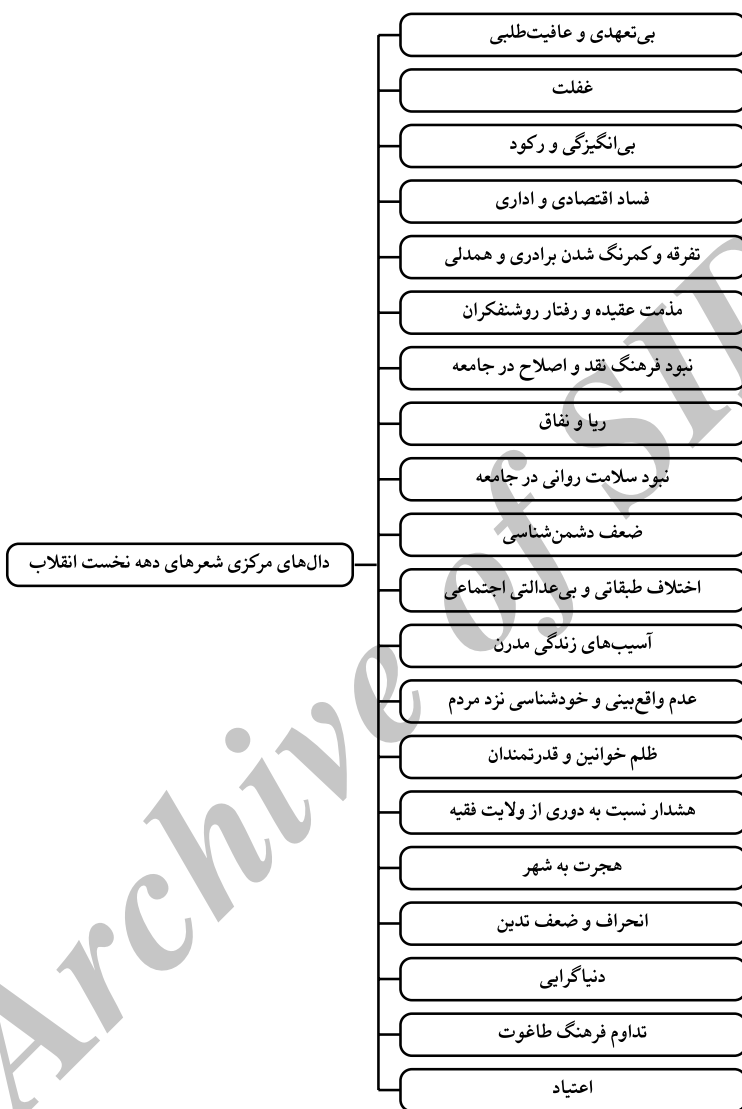 بی‌تعهدی و عافیت‌طلبی
غفلت
بی‌انگیزگی و رکود
فساد اقتصادی و اداری
تفرقه و کمرنگ شدن برادری و همدلی
مذمت عقیده و رفتار روشنفکران
نبود فرهنگ نقد و اصلاح در جامعه
ریا و نفاق
نبود سلامت روانی در جامعه
ضعف دشمن‌شناسی
دال‌های مرکزی شعرهای دهه نخست انقلاب
اختلاف طبقاتی و بی‌عدالتی اجتماعی
آسیب‌های زندگی مدرن
عدم واقع‌بینی و خودشناسی نزد مردم
ظلم خوانین و قدرتمندان
هشدار نسبت به دوری از ولایت فقیه
هجرت به شهر
انحراف و ضعف تدین
دنیاگرایی
تداوم فرهنگ طاغوت
اعتیاد
Archive of SID